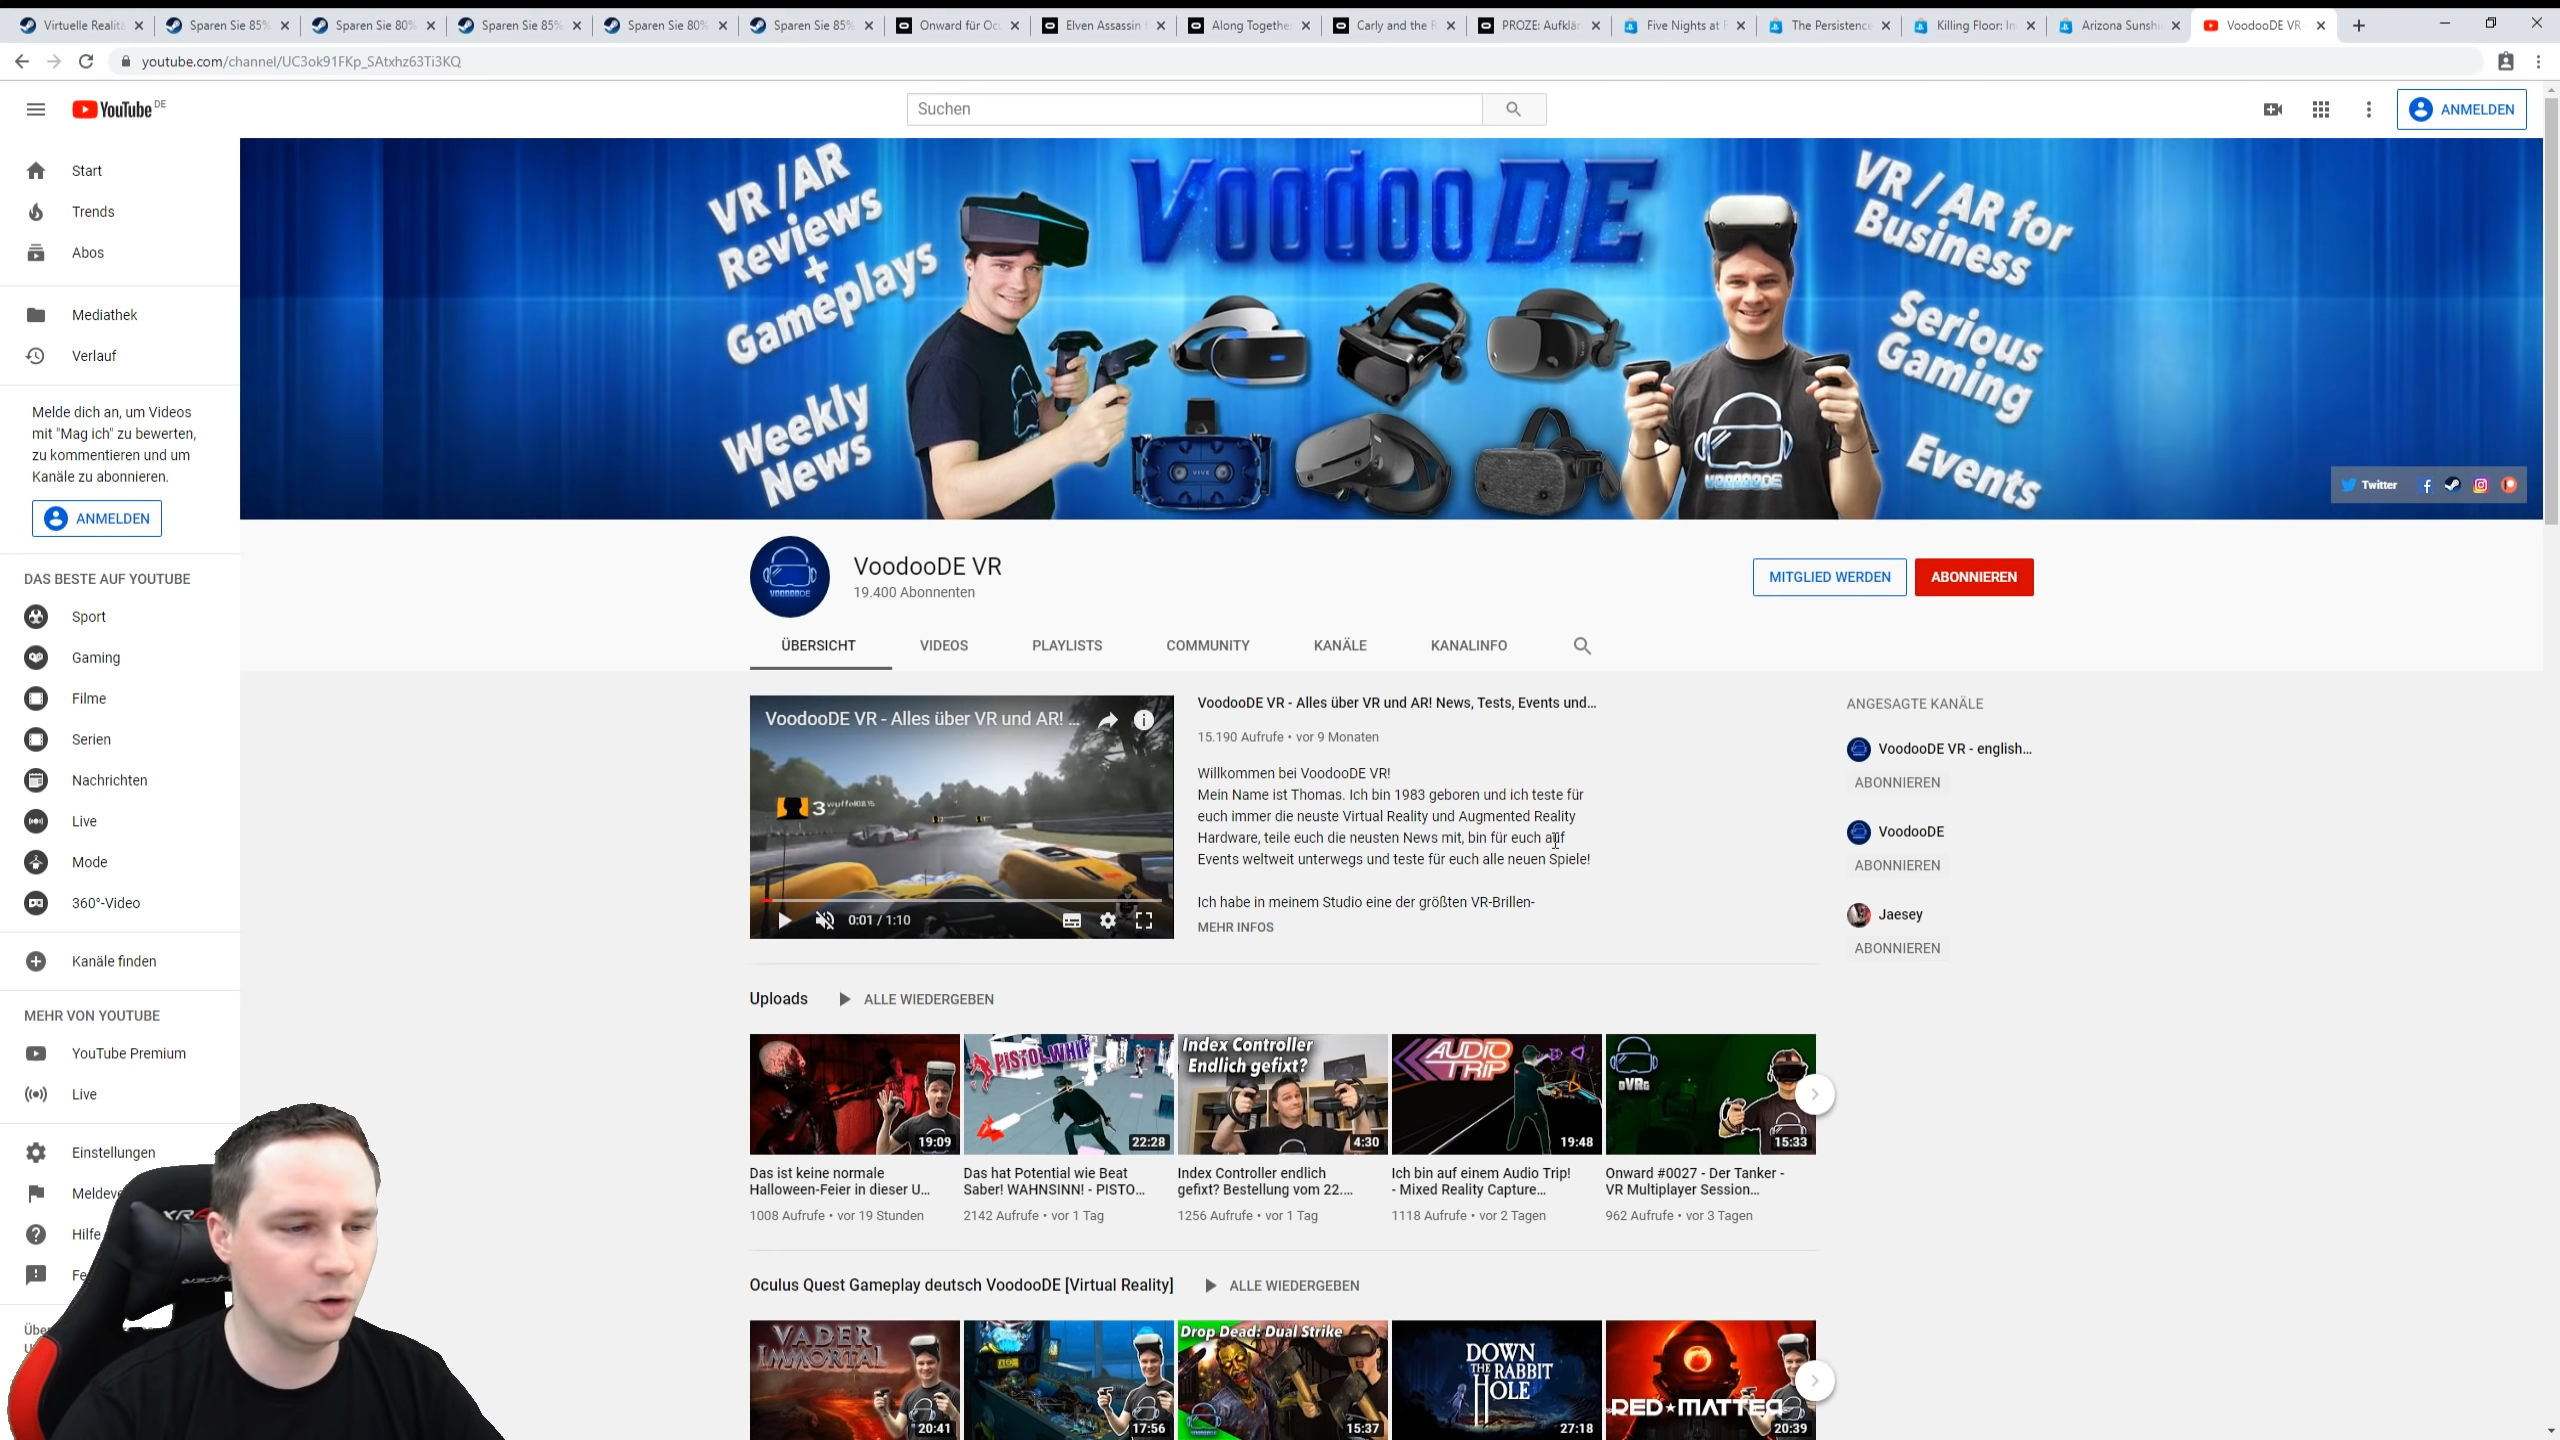 Virtuelle Realitä
Sparen Sie 85%
Sparen Sie 80%
Sparen Sie 85%
Sparen Sie 80%
Sparen Sie 85%
Onward für Ocu
Elven Assassin
Along Togethe
Carly and the R
PROZE: Aufklär
Five Nights at F
The Persistence
Killing Floor: In
Arizona Sunshi
VoodooDE VR
youtube.com/channel/UC3ok91FKp_SAtxhz63Ti3KQ
YouTube DE
Suchen
ANMELDEN
Start
Trends
Abos
Mediathek
Verlauf
Melde dich an, um Videos
mit "Mag ich" zu bewerten,
zu kommentieren und um
Kanäle zu abonnieren.
ANMELDEN
DAS BESTE AUF YOUTUBE
Sport
Gaming
Filme
Serien
Nachrichten
Live
Mode
360°-Video
Kanäle finden
MEHR VON YOUTUBE
YouTube Premium
Live
Einstellungen
Meldeve
Hilfe
Fe
Über
VR / AR
Reviews
+
Gameplays
Weekly
News
VoodooDE
VIVE
VOODOODE
VR / AR for
Business
Serious
Gaming
Events
Twitter
VOODOODE
VoodooDE VR
19.400 Abonnenten
MITGLIED WERDEN
ABONNIEREN
ÜBERSICHT
VIDEOS
PLAYLISTS
COMMUNITY
KANÄLE
KANALINFO
VoodooDE VR - Alles über VR und AR! ...
3 wuffel0815
0:01 / 1:10
VoodooDE VR - Alles über VR und AR! News, Tests, Events und...
15.190 Aufrufe • vor 9 Monaten
Willkommen bei VoodooDE VR!
Mein Name ist Thomas. Ich bin 1983 geboren und ich teste für
euch immer die neuste Virtual Reality und Augmented Reality
Hardware, teile euch die neusten News mit, bin für euch auf
Events weltweit unterwegs und teste für euch alle neuen Spiele!
Ich habe in meinem Studio eine der größten VR-Brillen-
MEHR INFOS
ANGESAGTE KANÄLE
VoodooDE VR - english...
ABONNIEREN
VoodooDE
ABONNIEREN
Jaesey
ABONNIEREN
Uploads
ALLE WIEDERGEBEN
19:09
PISTOL WHIP
22:28
Index Controller
Endlich gefixt?
4:30
AUDIO
TRIP
19:48
DVRG
15:33
Das ist keine normale
Halloween-Feier in dieser U...
1008 Aufrufe • vor 19 Stunden
Das hat Potential wie Beat
Saber! WAHNSINN! - PISTO...
2142 Aufrufe • vor 1 Tag
Index Controller endlich
gefixt? Bestellung vom 22....
1256 Aufrufe • vor 1 Tag
Ich bin auf einem Audio Trip!
- Mixed Reality Capture...
1118 Aufrufe • vor 2 Tagen
Onward #0027 - Der Tanker -
VR Multiplayer Session...
962 Aufrufe • vor 3 Tagen
Oculus Quest Gameplay deutsch VoodooDE [Virtual Reality]
ALLE WIEDERGEBEN
VADER
IMMORTAL
20:41
17:56
Drop Dead: Dual Strike
15:37
DOWN
THE RABBIT
HOLE
27:18
RED★MATTER
20:39